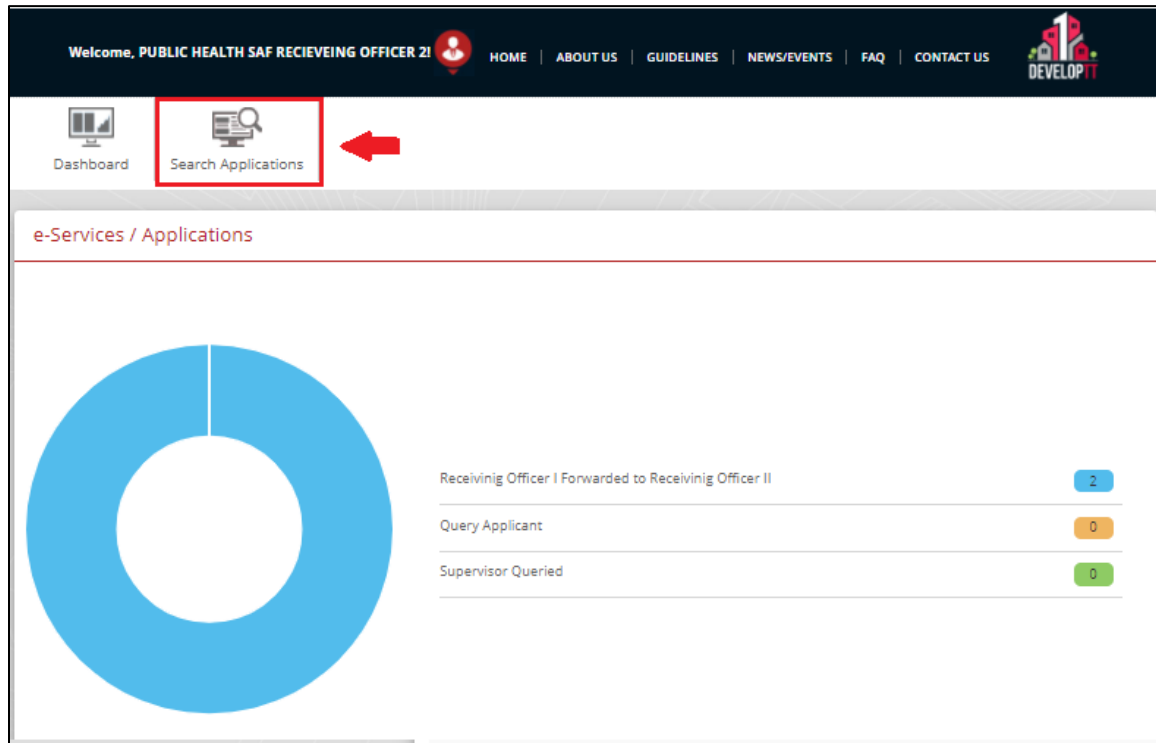 Welcome, PUBLIC HEALTH SAF RECIEVEING OFFICER 2!
HOME | ABOUT US | GUIDELINES | NEWS/EVENTS | FAQ | CONTACT US
DEVELOPTT
Dashboard
Search Applications
e-Services / Applications
Receivinig Officer I Forwarded to Receivinig Officer II 2
Query Applicant 0
Supervisor Queried 0